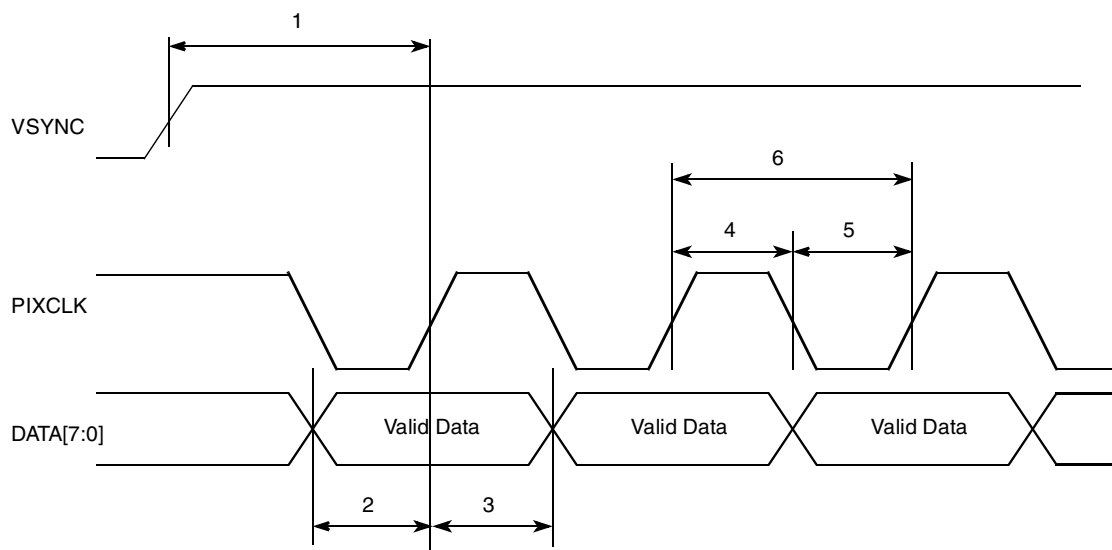 1
VSYNC
6
4 5
PIXCLK
DATA[7:0] Valid Data Valid Data Valid Data
2 3